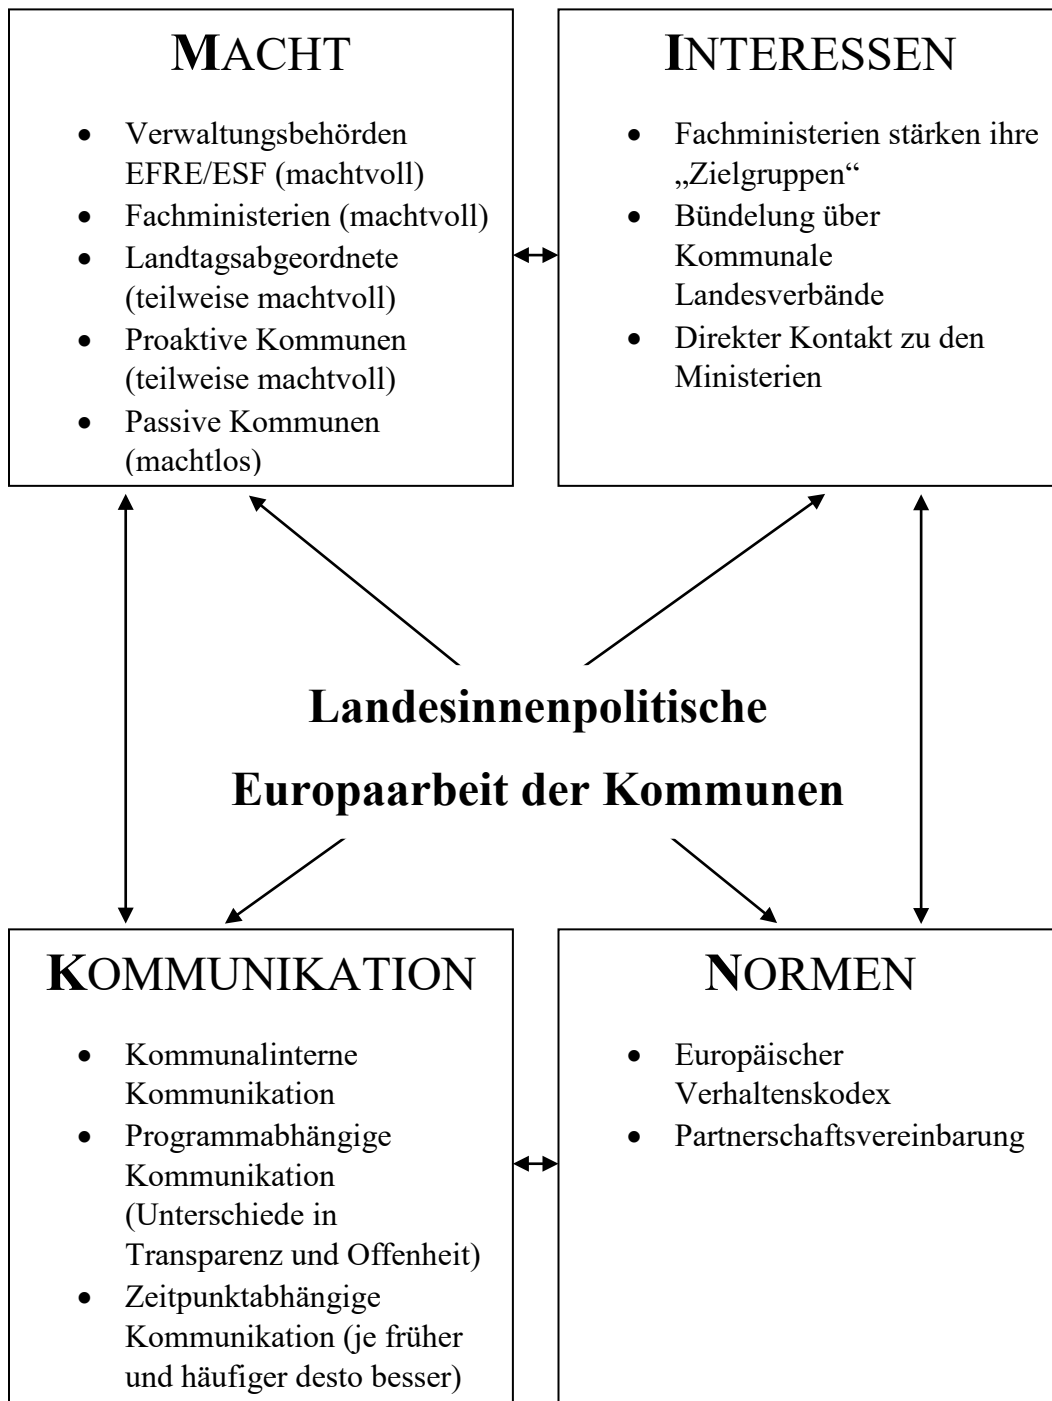 MACHT
• Verwaltungsbehörden
EFRE/ESF (machtvoll)
• Fachministerien (machtvoll)
• Landtagsabgeordnete
(teilweise machtvoll)
• Proaktive Kommunen
(teilweise machtvoll)
• Passive Kommunen
(machtlos)
INTERESSEN
• Fachministerien stärken ihre
„Zielgruppen“
• Bündelung über
Kommunale
Landesverbände
• Direkter Kontakt zu den
Ministerien
Landesinnenpolitische
Europaarbeit der Kommunen
KOMMUNIKATION
• Kommunalinterne
Kommunikation
• Programmabhängige
Kommunikation
(Unterschiede in
Transparenz und Offenheit)
• Zeitpunktabhängige
Kommunikation (je früher
und häufiger desto besser)
NORMEN
• Europäischer
Verhaltenskodex
• Partnerschaftsvereinbarung